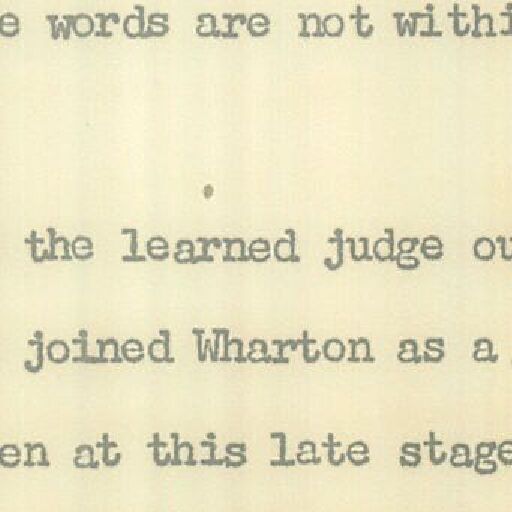 e words are not withi
the learned judge ou
joined Wharton as a
en at this late stage